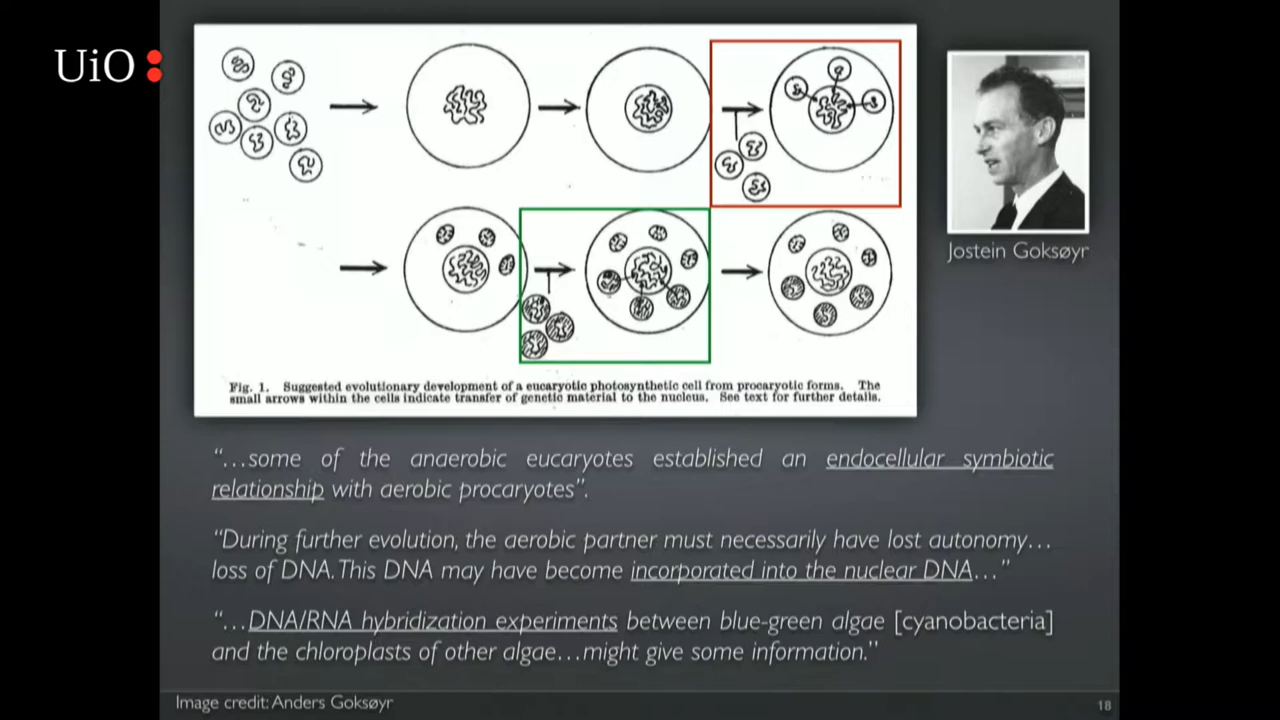 UiO:
Jostein Goksøyr
Fig. 1. Suggested evolutionary development of a eucaryotic photosynthetic cell from procaryotic forms. The
small arrows within the cells indicate transfer of genetic material to the nucleus. See text for further details.
“…some of the anaerobic eucaryotes established an endocellular symbiotic
relationship with aerobic procaryotes”.
“During further evolution, the aerobic partner must necessarily have lost autonomy…
loss of DNA. This DNA may have become incorporated into the nuclear DNA…”
“…DNA/RNA hybridization experiments between blue-green algae [cyanobacteria]
and the chloroplasts of other algae…might give some information.”
Image credit: Anders Goksøyr
18